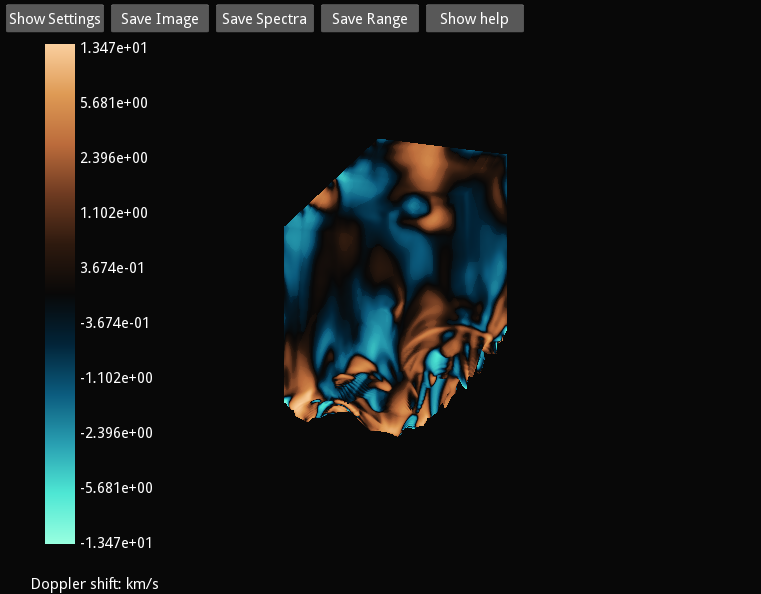 Show Settings Save Image Save Spectra Save Range Show help
1.347e+01
5.681e+00
2.396e+00
1.102e+00
3.674e-01
-3.674e-01
-1.102e+00
-2.396e+00
-5.681e+00
-1.347e+01
Doppler shift: km/s